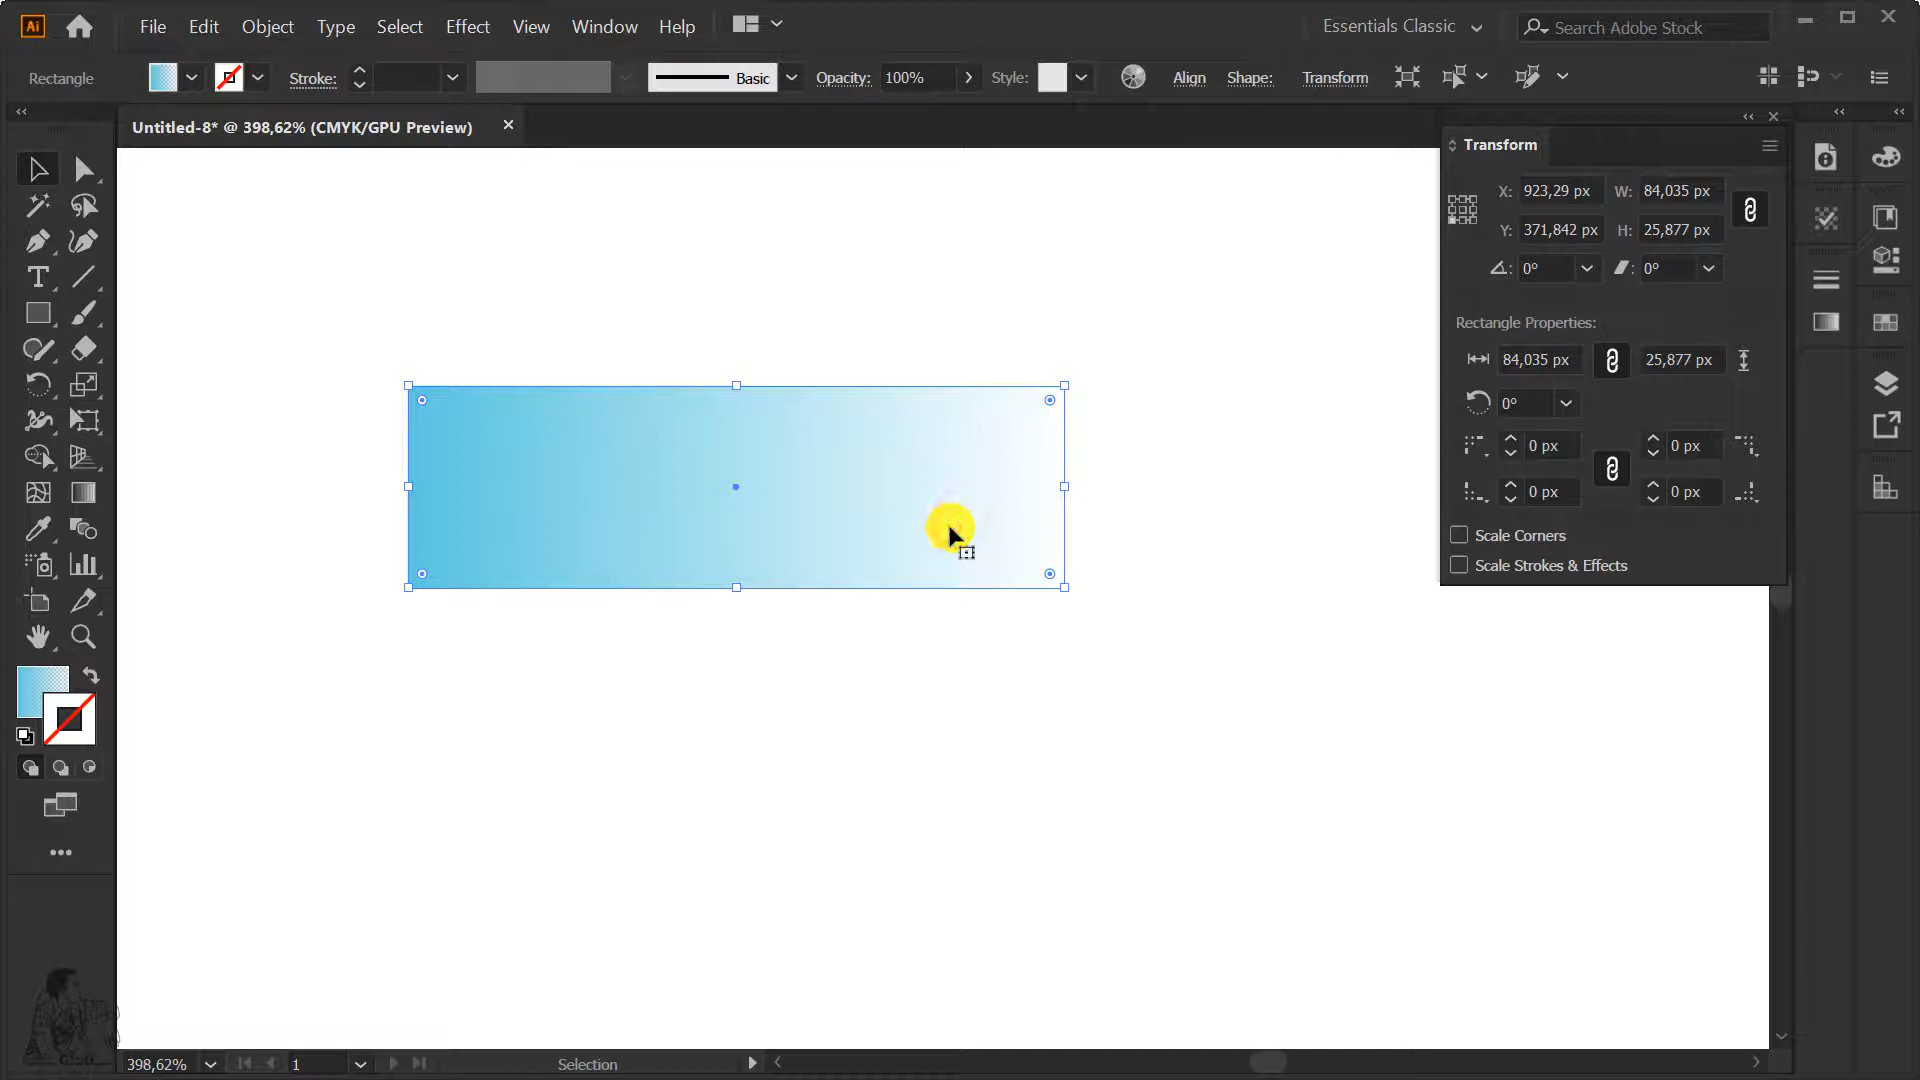 Ai File Edit Object Type Select Effect View Window Help Essentials Classic Search Adobe Stock
Rectangle Stroke: Basic Opacity: 100% Style: Align Shape: Transform
Untitled-8* @ 398,62% (CMYK/GPU Preview)
Transform
X: 923,29 px W: 84,035 px
Y: 371,842 px H: 25,877 px
0° 0°
Rectangle Properties:
84,035 px 25,877 px
0°
0 px 0 px
0 px 0 px
Scale Corners
Scale Strokes & Effects
398,62% 1 Selection